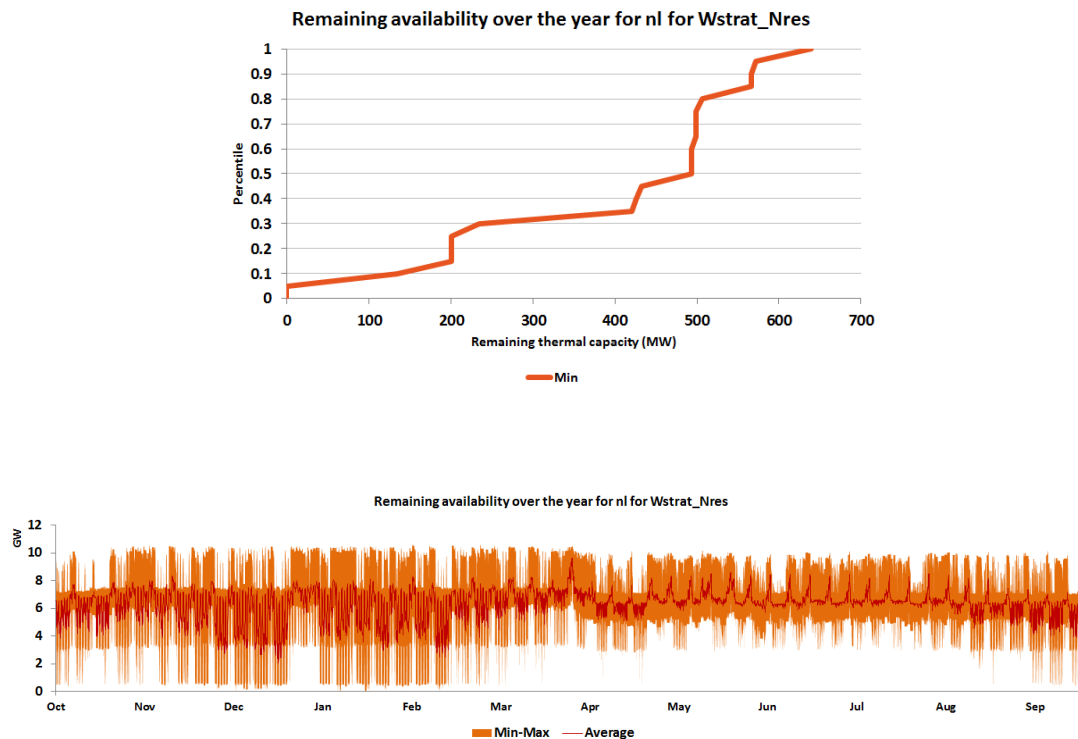 Remaining availability over the year for nl for Wstrat_Nres
1
0.9
0.8
0.7
0.6
0.5
0.4
0.3
0.2
0.1
0
Percentile
0 100 200 300 400 500 600 700
Remaining thermal capacity (MW)
Min
Remaining availability over the year for nl for Wstrat_Nres
GW
12
10
8
6
4
2
0
Oct Nov Dec Jan Feb Mar Apr May Jun Jul Aug Sep
Min-Max Average